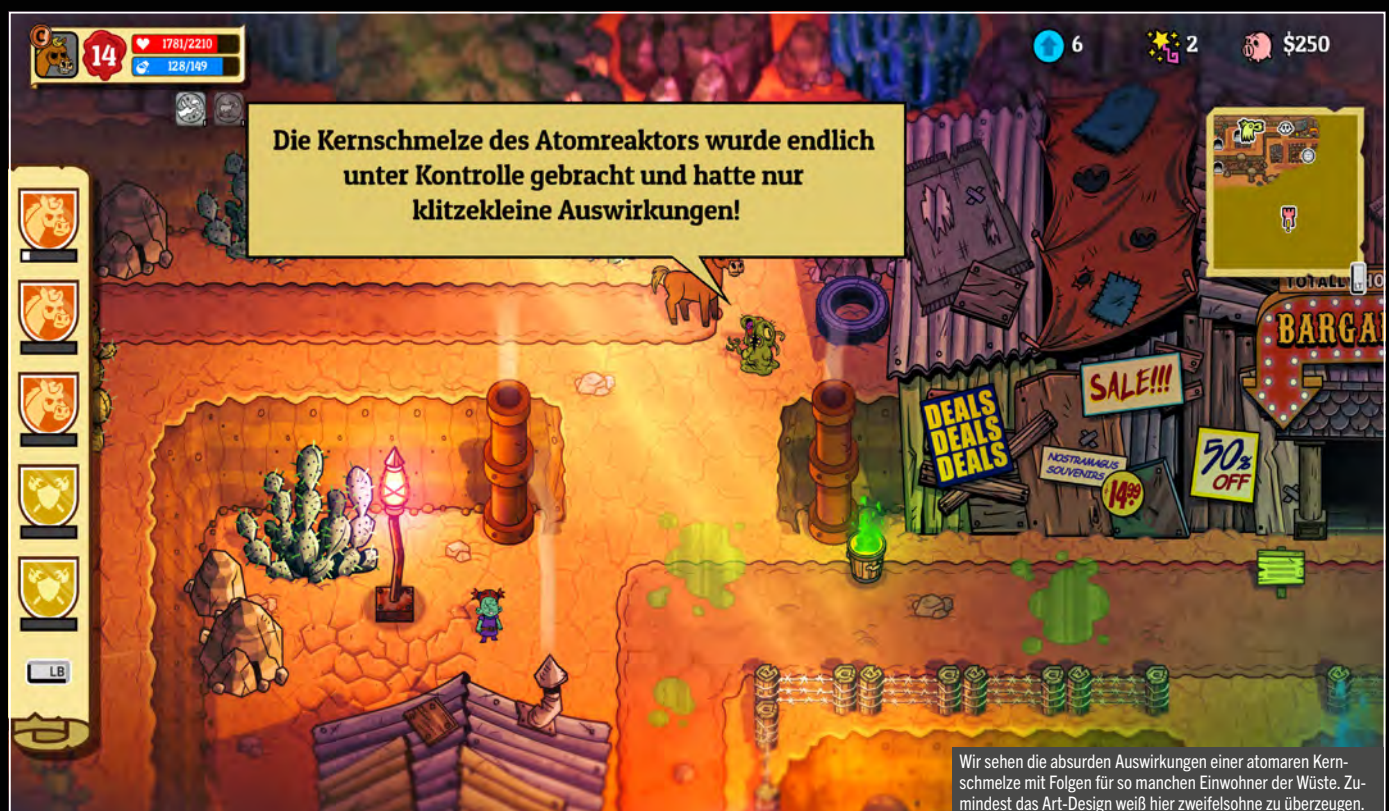 C
14
1781/2210
128/149
6
2
$250
Die Kernschmelze des Atomreaktors wurde endlich
unter Kontrolle gebracht und hatte nur
klitzekleine Auswirkungen!
BARGA
SALE!!!
DEALS
DEALS
DEALS
NOSTRAMAGUS
SOUVENIRS
14.99
50%
OFF
LB
Wir sehen die absurden Auswirkungen einer atomaren Kern-
schmelze mit Folgen für so manchen Einwohner der Wüste. Zu-
mindest das Art-Design weiß hier zweifelsohne zu überzeugen.